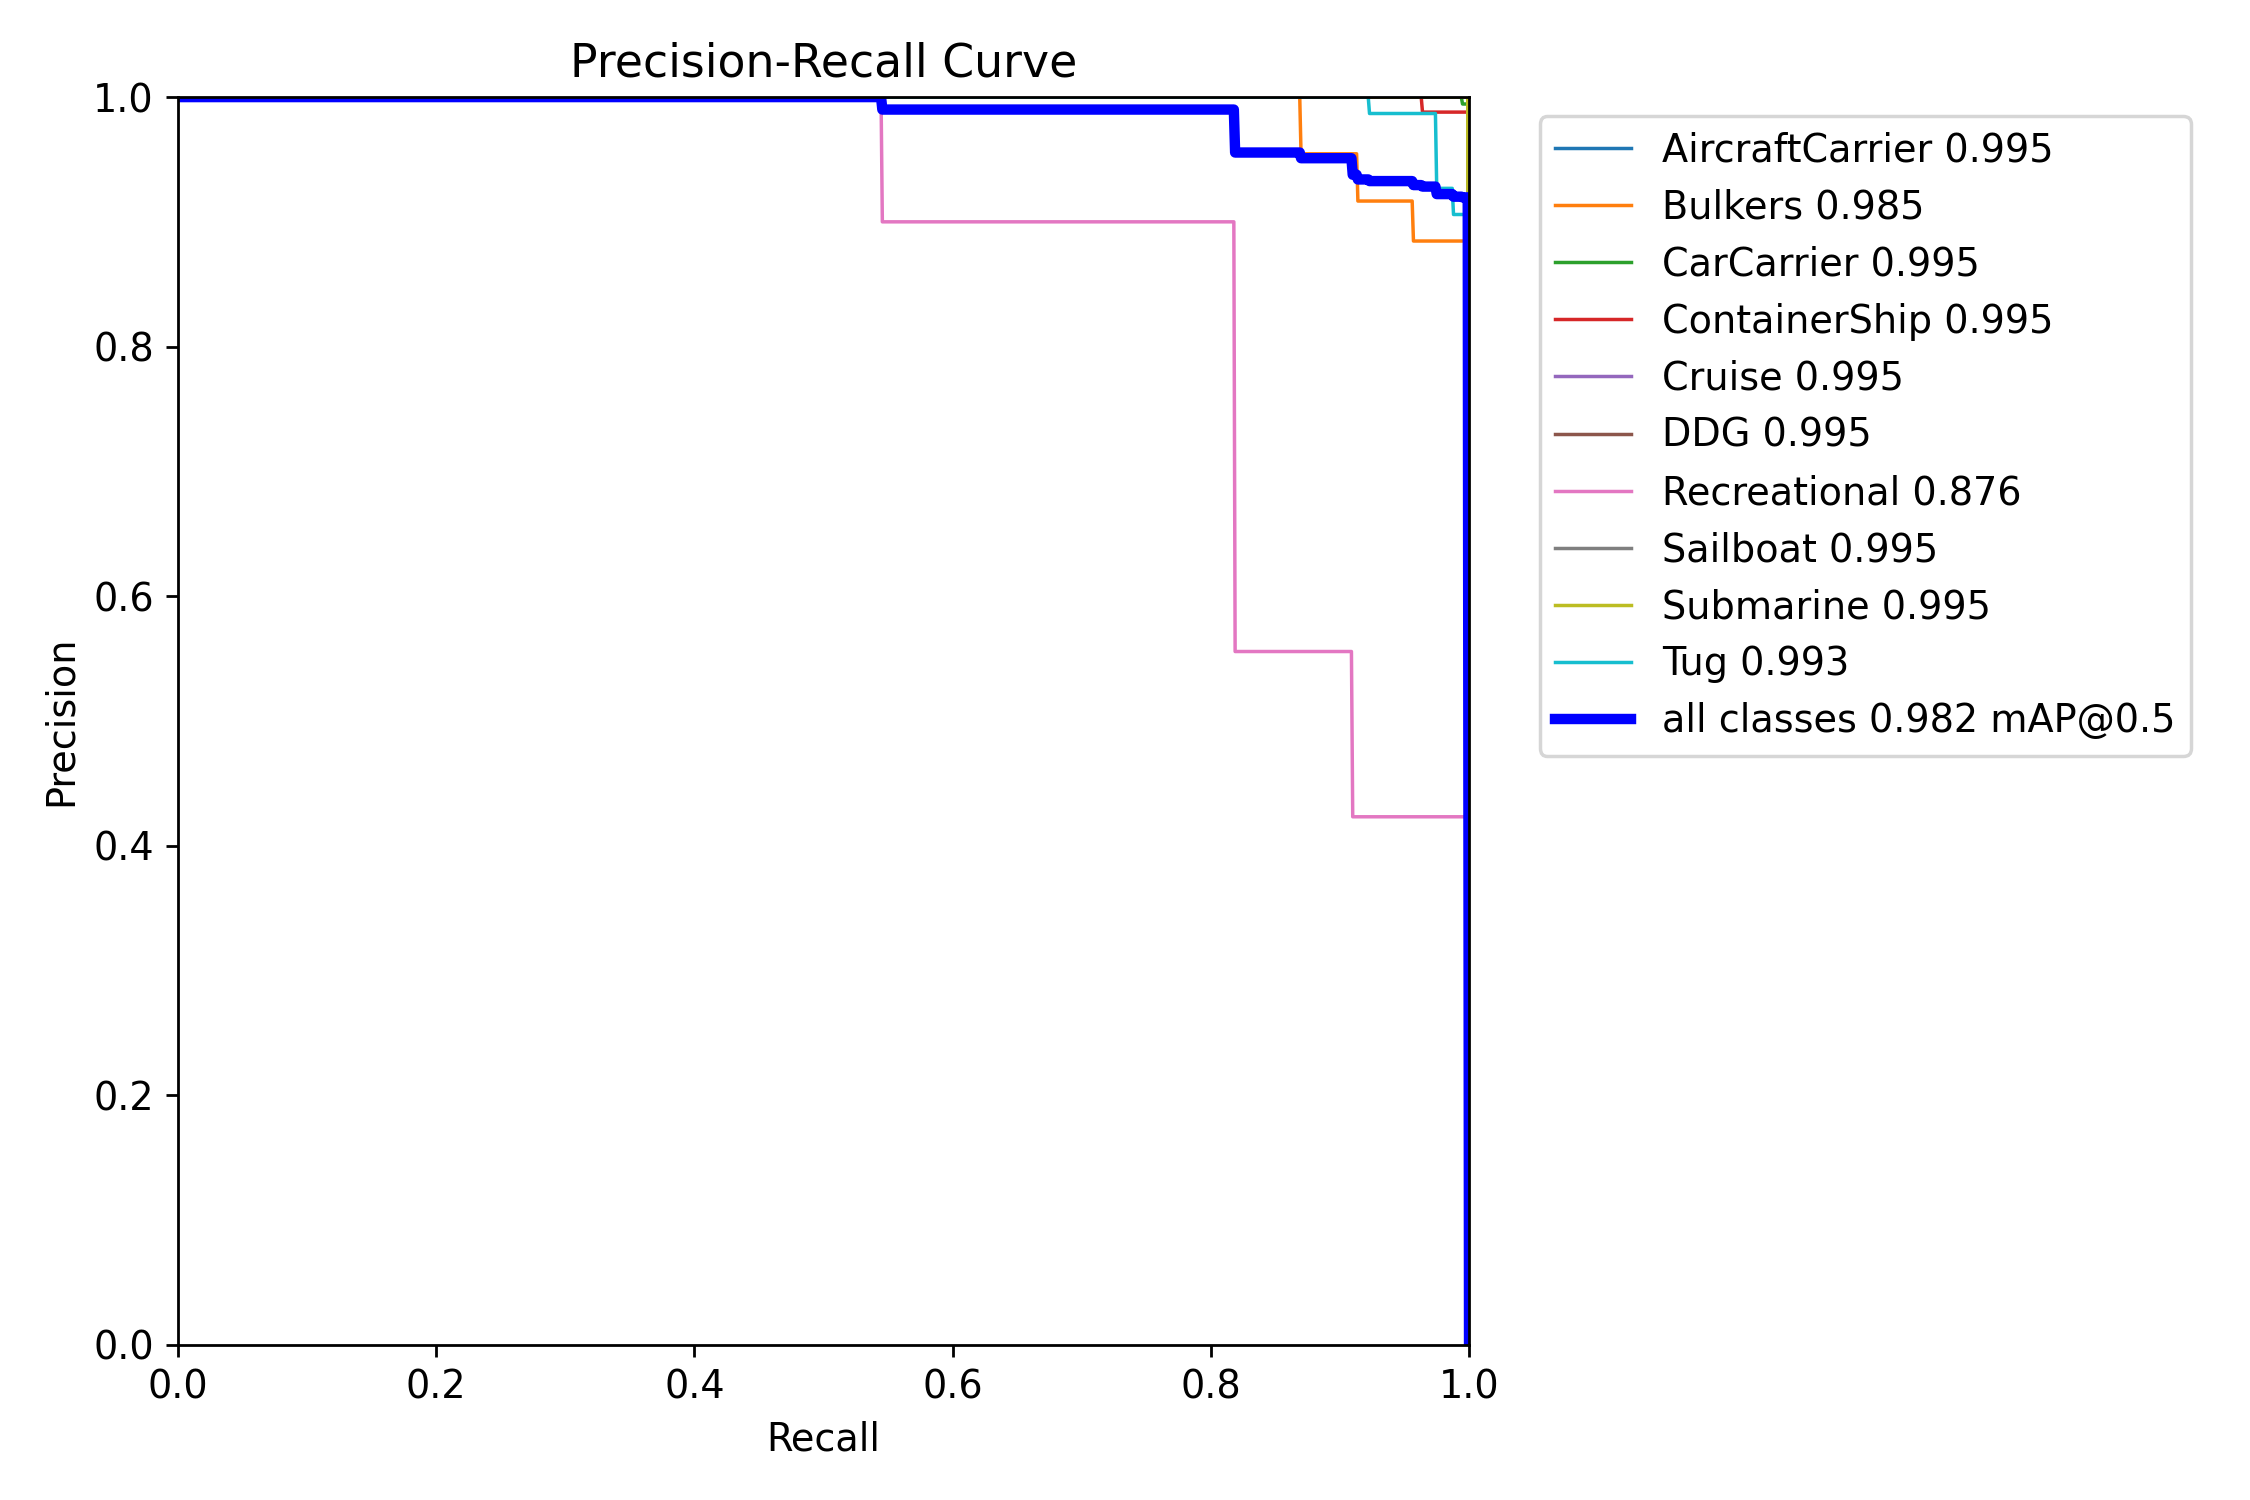 Precision-Recall Curve
1.0
0.8
0.6
0.4
0.2
0.0
Precision
0.0 0.2 0.4 0.6 0.8 1.0
Recall
AircraftCarrier 0.995
Bulkers 0.985
CarCarrier 0.995
ContainerShip 0.995
Cruise 0.995
DDG 0.995
Recreational 0.876
Sailboat 0.995
Submarine 0.995
Tug 0.993
all classes 0.982 mAP@0.5